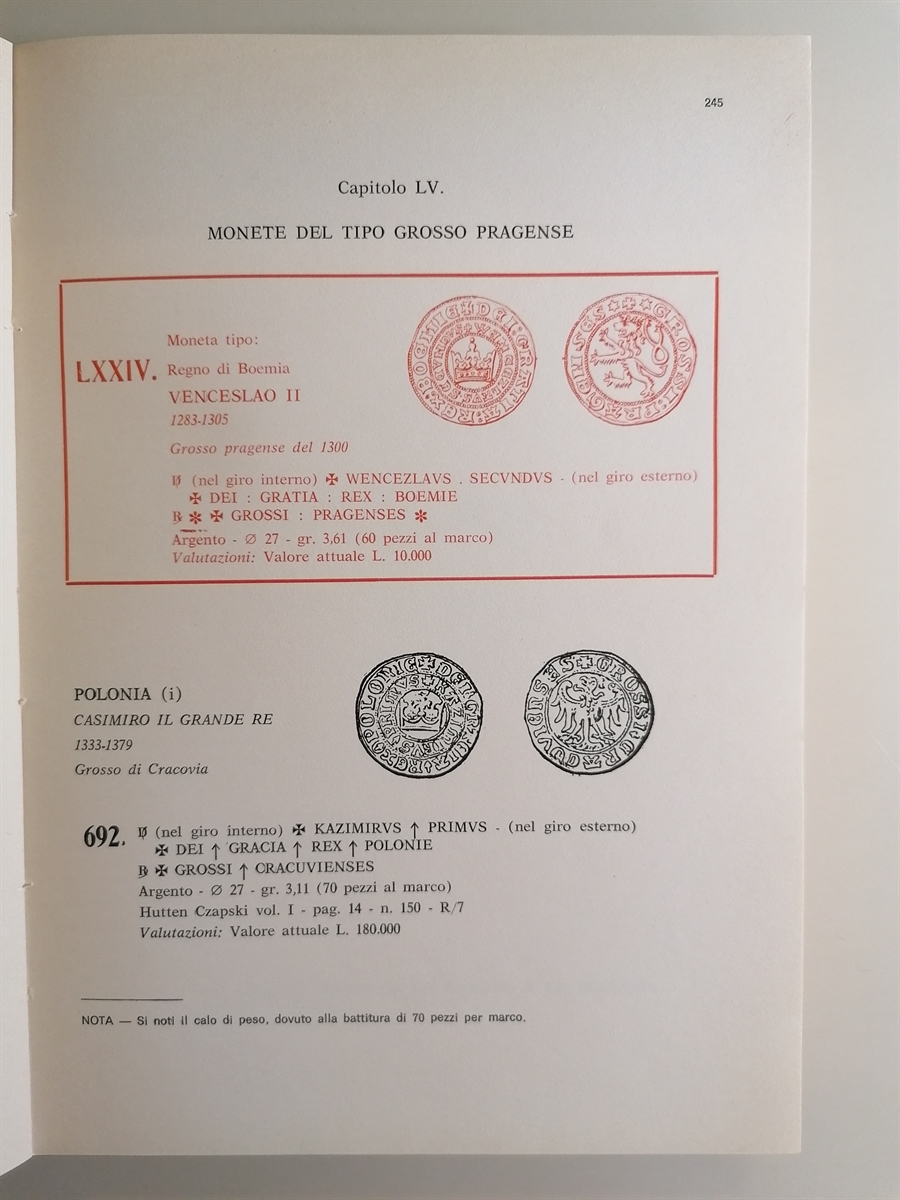 245
Capitolo LV.
MONETE DEL TIPO GROSSO PRAGENSE
LXXIV.
Moneta tipo:
Regno di Boemia
VENCESLAO II
1283-1305
Grosso pragense del 1300
(nel giro interno) ✠ WENCEZLAVS . SECVNDVS - (nel giro esterno)
✠ DEI : GRATIA : REX : BOEMIE
℟ ✻ ✠ GROSSI : PRAGENSES ✻
Argento - ∅ 27 - gr. 3,61 (60 pezzi al marco)
Valutazioni: Valore attuale L. 10.000
POLONIA (i)
CASIMIRO IL GRANDE RE
1333-1379
Grosso di Cracovia
692.
(nel giro interno) ✠ KAZIMIRVS ↑ PRIMVS - (nel giro esterno)
✠ DEI ↑ GRACIA ↑ REX ↑ POLONIE
℟ ✠ GROSSI ↑ CRACUVIENSES
Argento - ∅ 27 - gr. 3,11 (70 pezzi al marco)
Hutten Czapski vol. I - pag. 14 - n. 150 - R/7
Valutazioni: Valore attuale L. 180.000
NOTA — Si noti il calo di peso, dovuto alla battitura di 70 pezzi per marco.